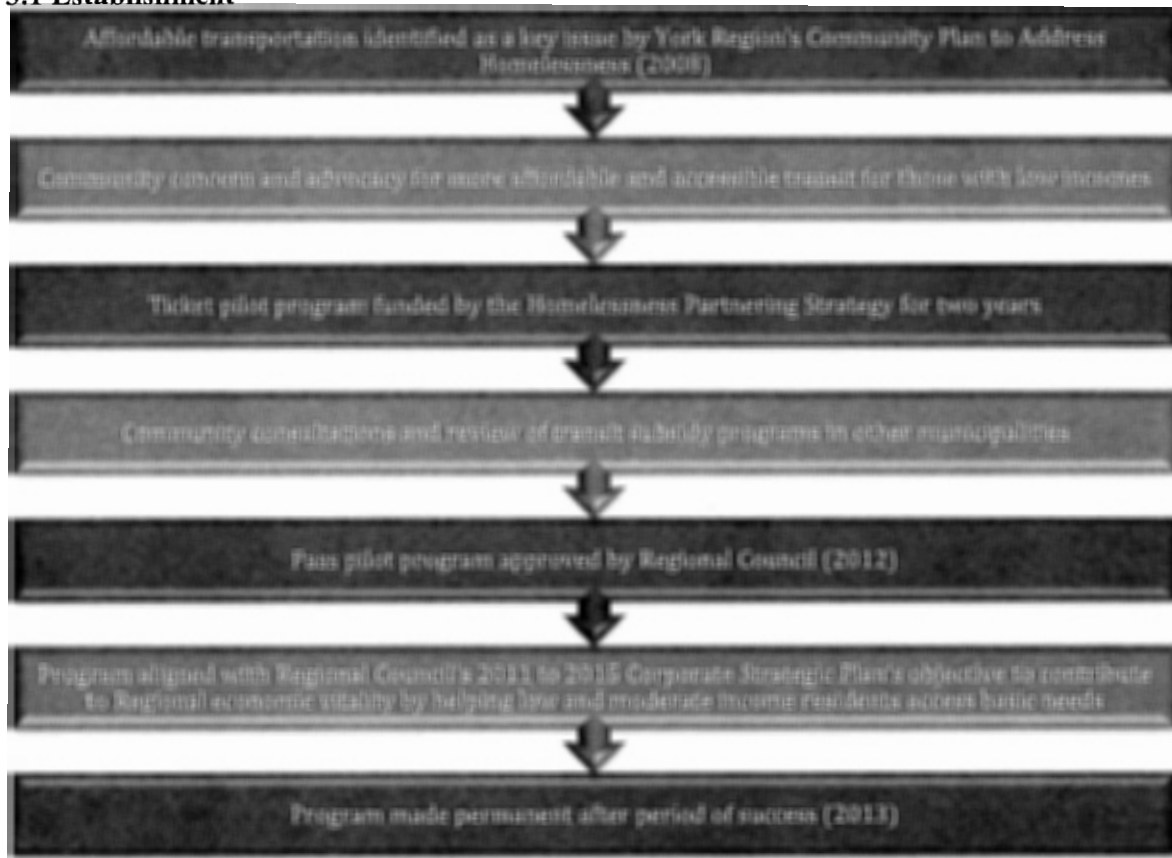 3.1 Establishment
Affordable transportation identified as a key issue by York Region's Community Plan to Address
Homelessness (2008)
Community concern and advocacy for more affordable and accessible transit for those with low incomes
Ticket pilot program funded by the Homelessness Partnering Strategy for two years
Community consultations and review of transit subsidy programs in other municipalities
Pass pilot program approved by Regional Council (2012)
Program aligned with Regional Council's 2011 to 2015 Corporate Strategic Plan's objective to contribute
to Regional economic vitality by helping low and moderate income residents access basic needs
Program made permanent after period of success (2013)